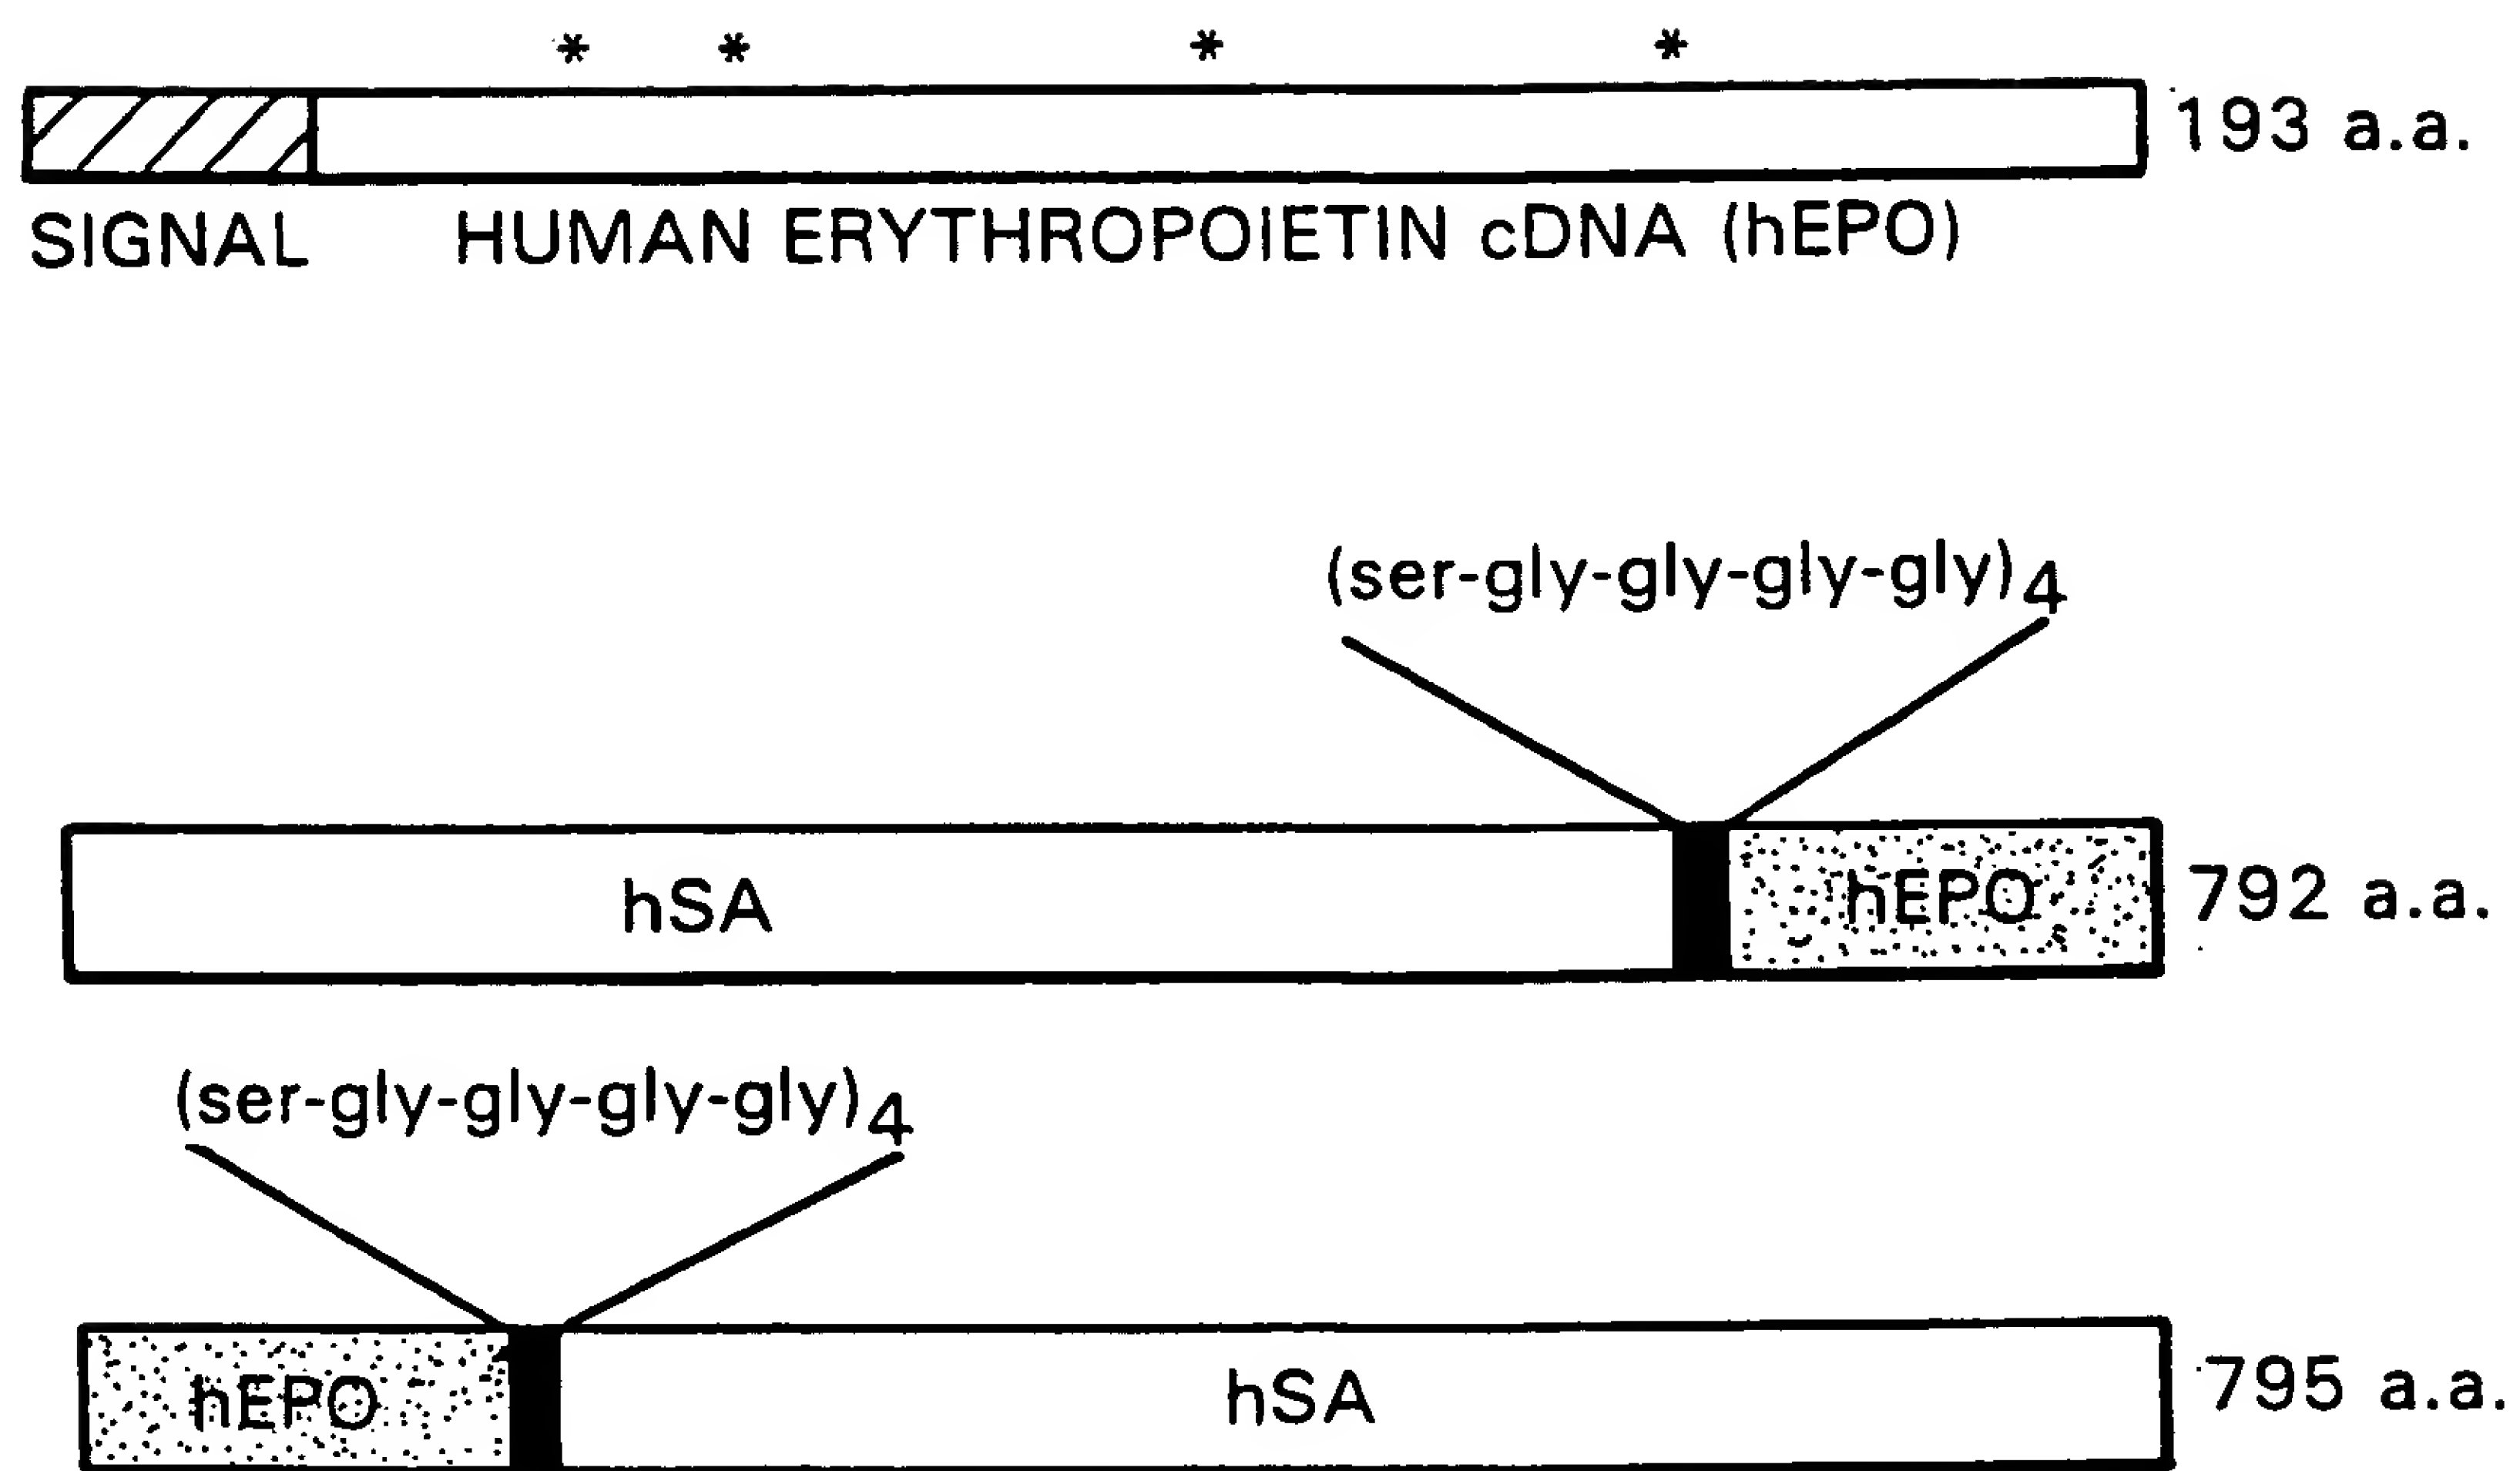 * * * *
193 a.a.
SIGNAL HUMAN ERYTHROPOIETIN cDNA (hEPO)
(ser-gly-gly-gly-gly)4
hSA hEPO 792 a.a.
(ser-gly-gly-gly-gly)4
hEPO hSA 795 a.a.